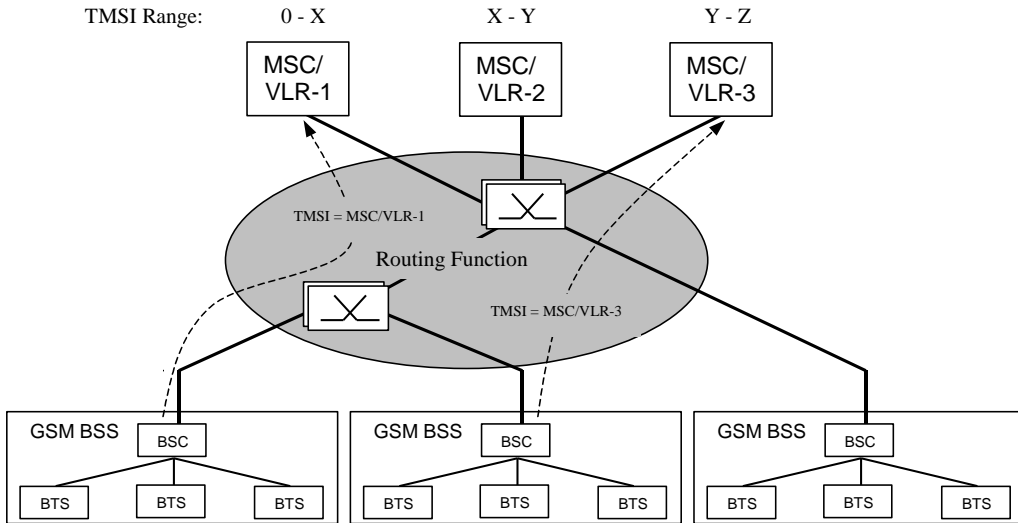 TMSI Range: 0 - X X - Y Y - Z
MSC/
VLR-1
MSC/
VLR-2
MSC/
VLR-3
TMSI = MSC/VLR-1
Routing Function
TMSI = MSC/VLR-3
GSM BSS
BSC
BTS
BTS
BTS
GSM BSS
BSC
BTS
BTS
BTS
GSM BSS
BSC
BTS
BTS
BTS